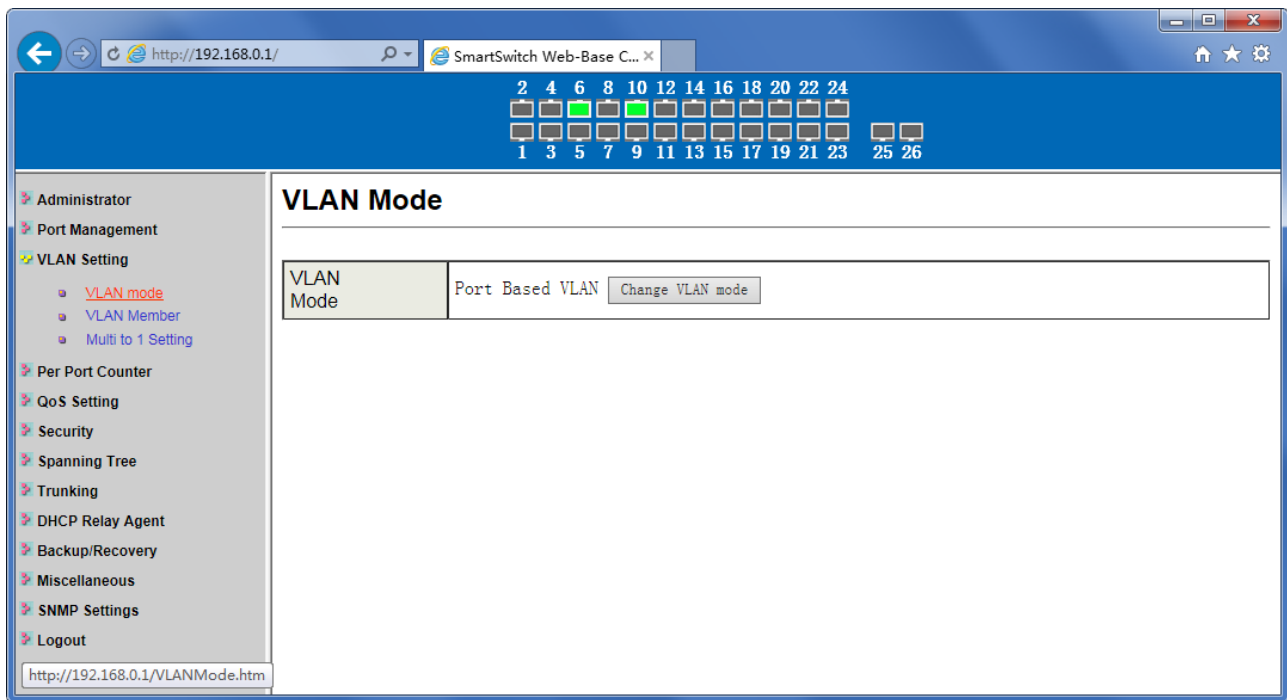 http://192.168.0.1/
SmartSwitch Web-Base C...
2 4 6 8 10 12 14 16 18 20 22 24
1 3 5 7 9 11 13 15 17 19 21 23 25 26
Administrator
Port Management
VLAN Setting
VLAN mode
VLAN Member
Multi to 1 Setting
Per Port Counter
QoS Setting
Security
Spanning Tree
Trunking
DHCP Relay Agent
Backup/Recovery
Miscellaneous
SNMP Settings
Logout
http://192.168.0.1/VLANMode.htm
VLAN Mode
VLAN
Mode
Port Based VLAN Change VLAN mode